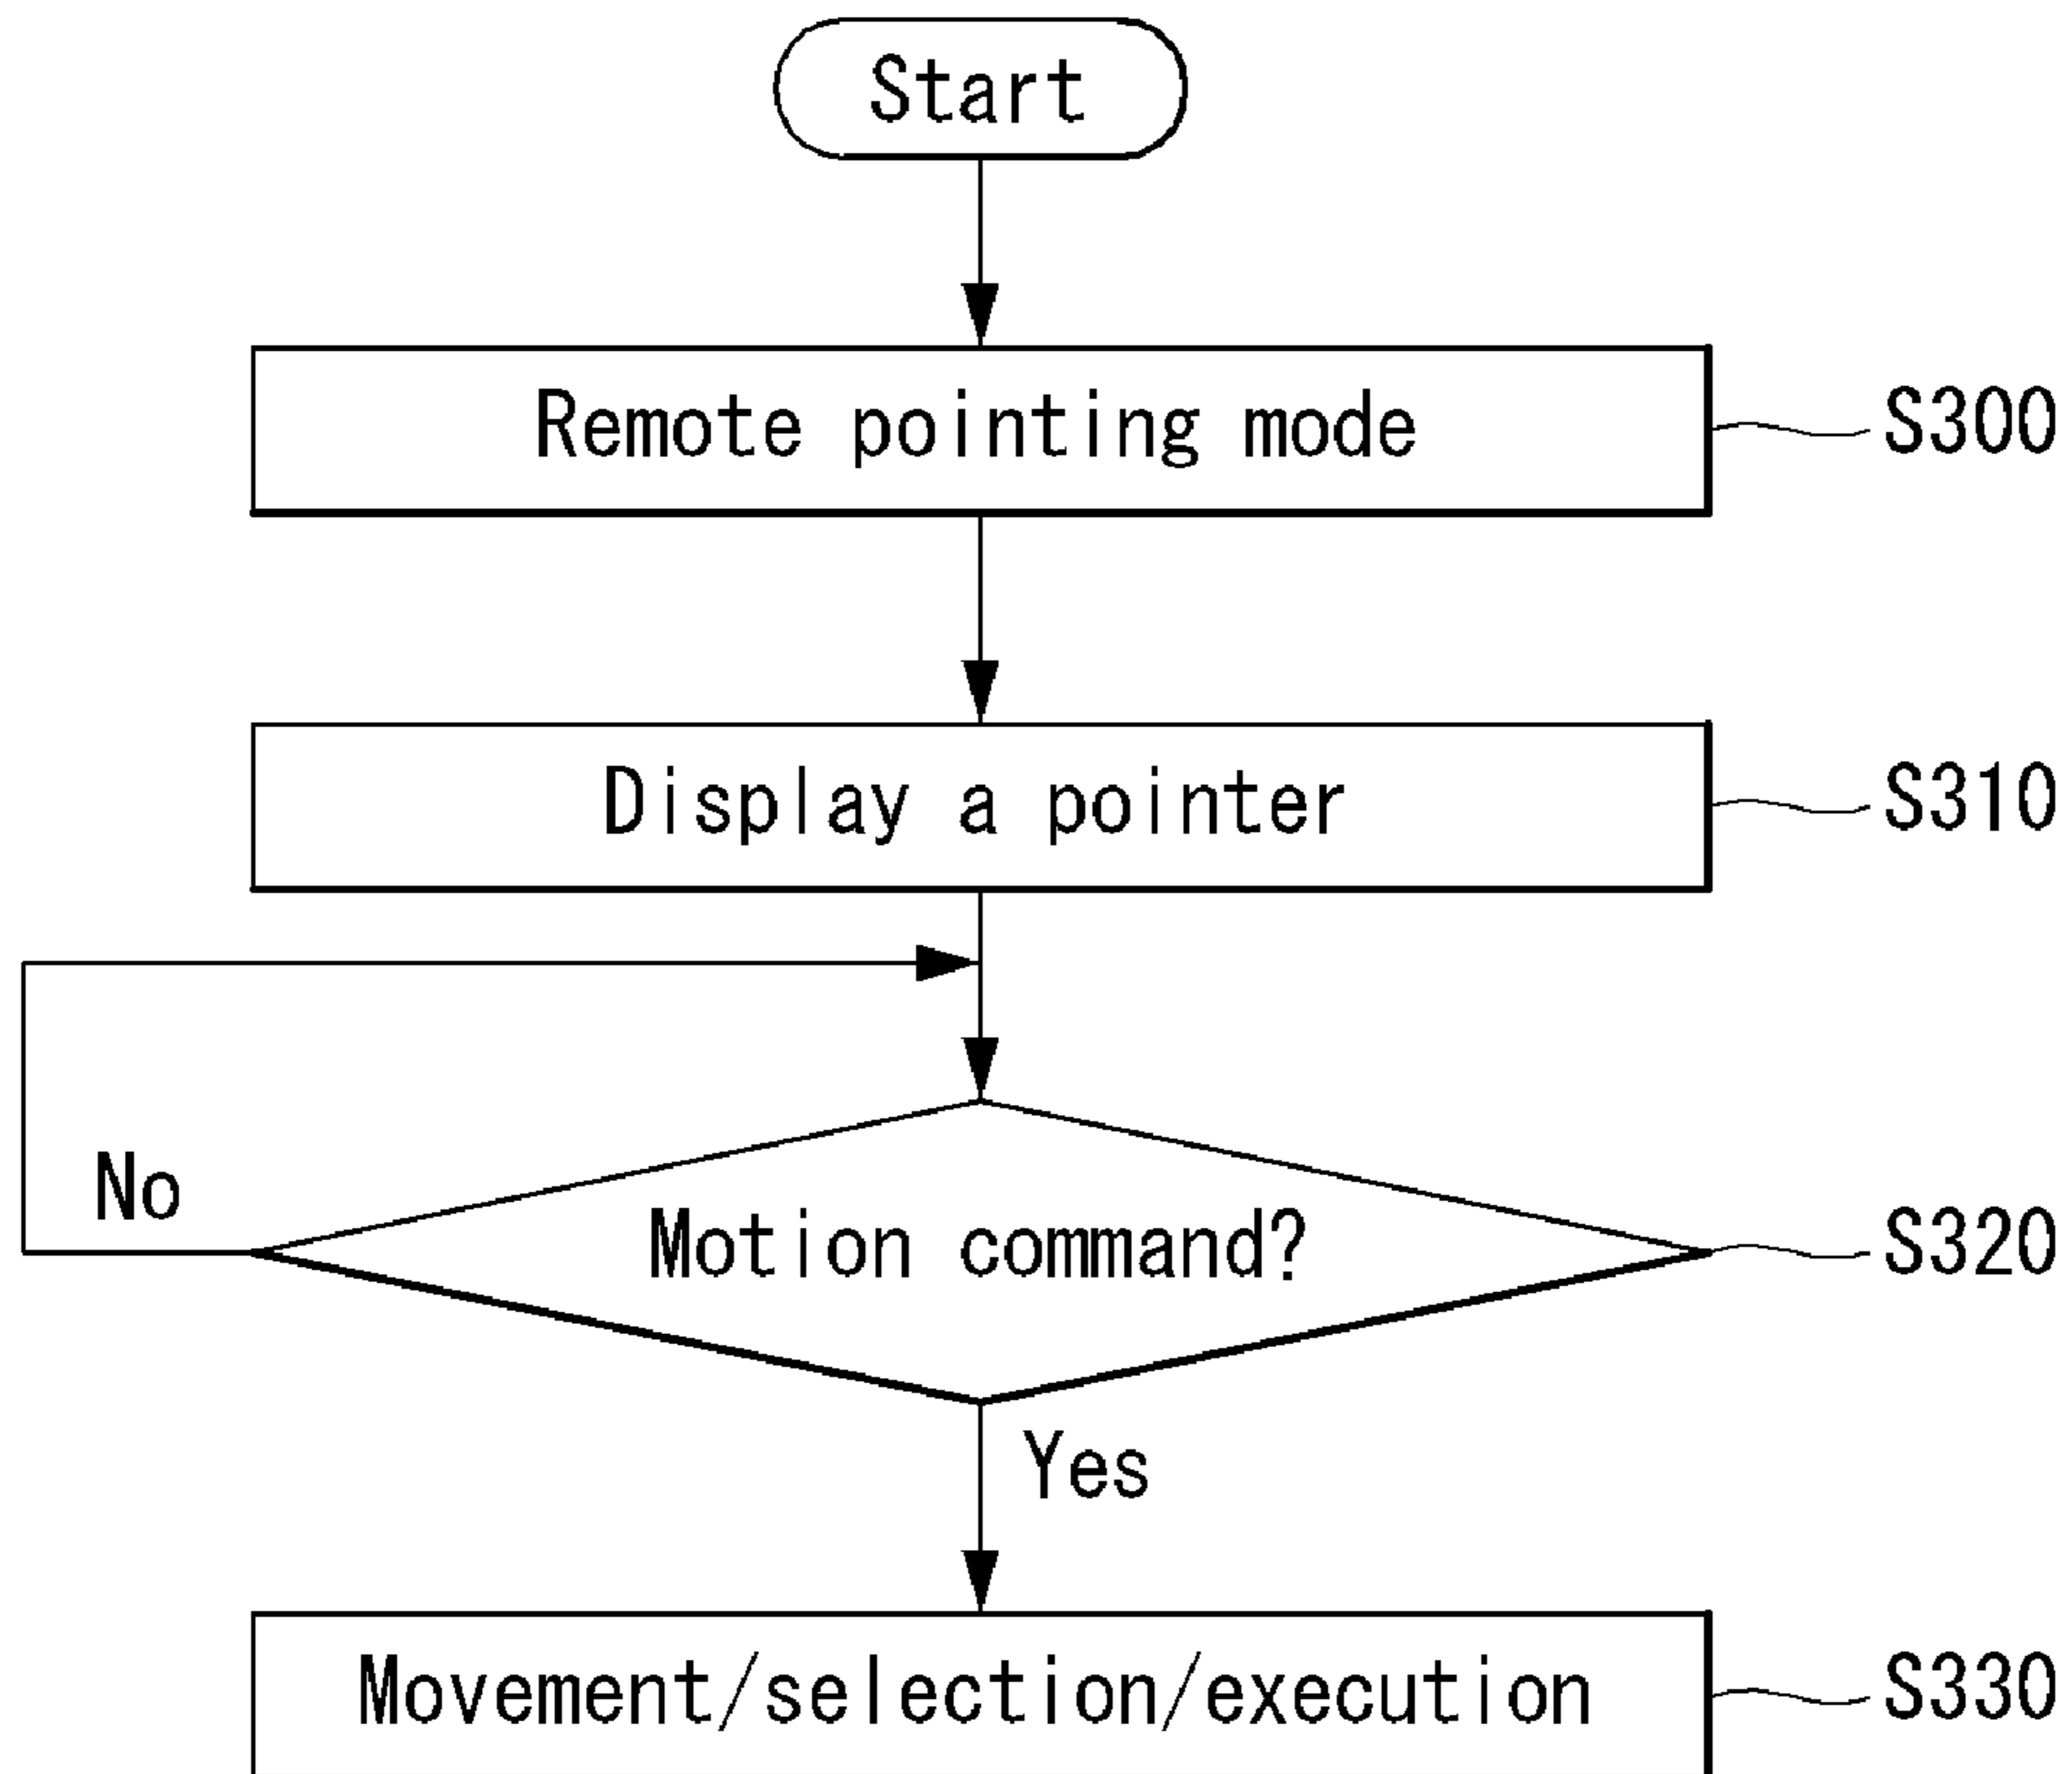 Start
Remote pointing mode
S300
Display a pointer
S310
No
Motion command?
S320
Yes
Movement/selection/execution
S330